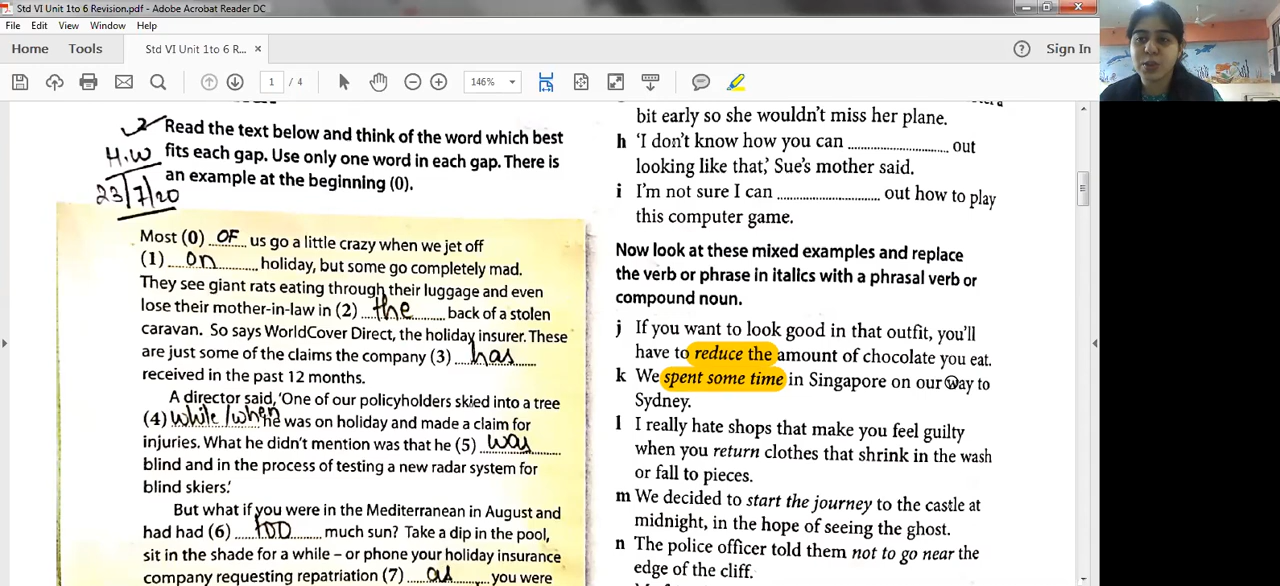 Std VI Unit 1to 6 Revision.pdf - Adobe Acrobat Reader DC
File Edit View Window Help
Home Tools Std VI Unit 1to 6 R... × Sign In
1 / 4 146%
2 Read the text below and think of the word which best
H.W fits each gap. Use only one word in each gap. There is
23/7/20 an example at the beginning (0).
Most (0) OF us go a little crazy when we jet off
(1) on holiday, but some go completely mad.
They see giant rats eating through their luggage and even
lose their mother-in-law in (2) the back of a stolen
caravan. So says WorldCover Direct, the holiday insurer. These
are just some of the claims the company (3) has
received in the past 12 months.
A director said, 'One of our policyholders skied into a tree
(4) while/when he was on holiday and made a claim for
injuries. What he didn't mention was that he (5) was
blind and in the process of testing a new radar system for
blind skiers.'
But what if you were in the Mediterranean in August and
had had (6) too much sun? Take a dip in the pool,
sit in the shade for a while – or phone your holiday insurance
company requesting repatriation (7) as you were
bit early so she wouldn't miss her plane.
h 'I don't know how you can ........................ out
looking like that,' Sue's mother said.
i I'm not sure I can ........................ out how to play
this computer game.
Now look at these mixed examples and replace
the verb or phrase in italics with a phrasal verb or
compound noun.
j If you want to look good in that outfit, you'll
have to reduce the amount of chocolate you eat.
k We spent some time in Singapore on our way to
Sydney.
l I really hate shops that make you feel guilty
when you return clothes that shrink in the wash
or fall to pieces.
m We decided to start the journey to the castle at
midnight, in the hope of seeing the ghost.
n The police officer told them not to go near the
edge of the cliff.